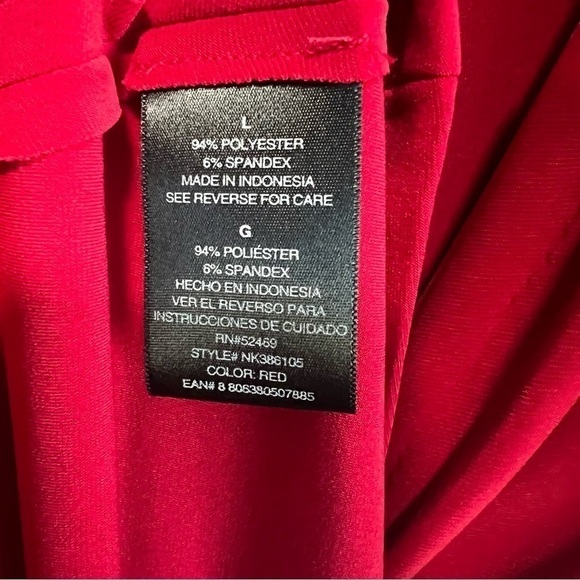 L
94% POLYESTER
6% SPANDEX
MADE IN INDONESIA
SEE REVERSE FOR CARE
G
94% POLIÉSTER
6% SPANDEX
HECHO EN INDONESIA
VER EL REVERSO PARA
INSTRUCCIONES DE CUIDADO
RN#52469
STYLE# NK386105
COLOR: RED
EAN# 8 806380507885